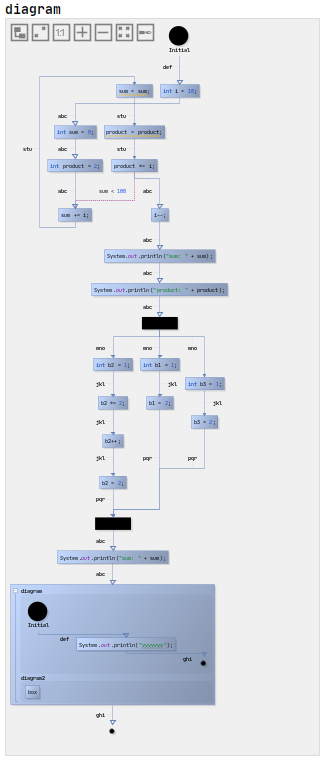 diagram
1:1
Initial
def
sum = sum;
int i = 10;
abc
stu
int sum = 0;
product = product;
abc
stu
stu
int product = 2;
product *= i;
abc
sum < 100
abc
sum += i;
i--;
abc
System.out.println("sum: " + sum);
abc
System.out.println("product: " + product);
abc
mno
mno
mno
int b2 = 1;
int b1 = 1;
int b3 = 1;
jkl
jkl
jkl
b2 *= 2;
b1 = 2;
b3 = 2;
jkl
b2++;
jkl
pqr
pqr
b2 = 2;
pqr
abc
System.out.println("sum: " + sum);
abc
diagram
Initial
def
System.out.println("yyyyyyy");
ghi
diagram2
box
ghi